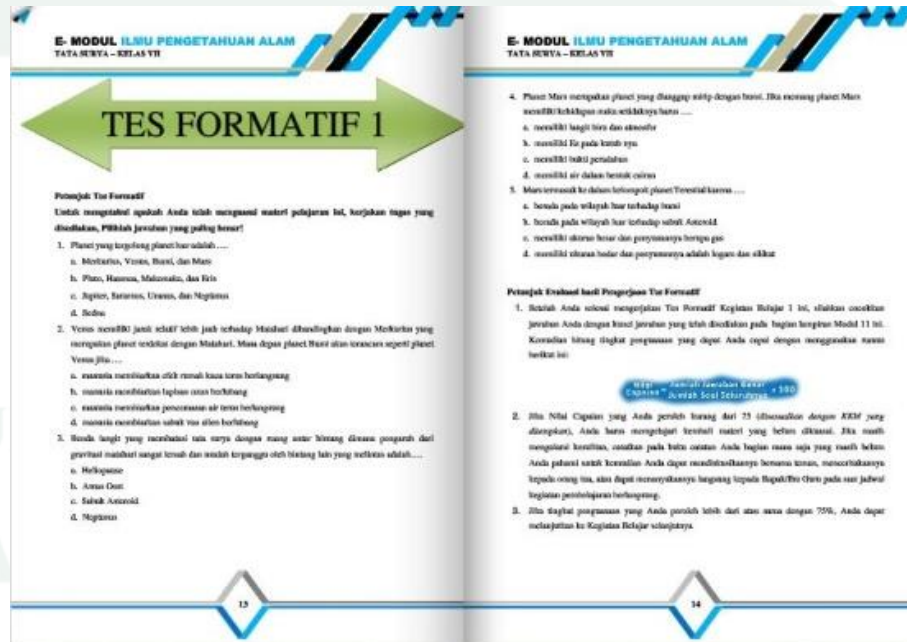 E- MODUL ILMU PENGETAHUAN ALAM
TATA SURYA – KELAS VII
TES FORMATIF 1
Petunjuk Tes Formatif
Untuk mengetahui apakah Anda telah menguasai materi pelajaran ini, kerjakan tugas yang
disediakan, Pilihlah jawaban yang paling benar!
1. Planet yang tergolong planet luar adalah ....
a. Merkurius, Venus, Bumi, dan Mars
b. Pluto, Haumea, Makemake, dan Eris
c. Jupiter, Saturnus, Uranus, dan Neptunus
d. Sedna
2. Venus memiliki jarak relatif lebih jauh terhadap Matahari dibandingkan dengan Merkurius yang
merupakan planet terdekat dengan Matahari. Masa depan planet Bumi akan terancam seperti planet
Venus jika ....
a. manusia membiarkan efek rumah kaca terus berlangsung
b. manusia membiarkan lapisan ozon berlubang
c. manusia membiarkan pencemaran air terus berlangsung
d. manusia membiarkan
3. Benda langit yang membatasi tata surya dengan ruang antar bintang dimana pengaruh dari
gravitasi matahari sangat lemah dan mudah terganggu oleh bintang lain yang melintas adalah....
a. Heliopause
b. Awan Oort
c. Sabuk Asteroid
d. Neptunus
13
E- MODUL ILMU PENGETAHUAN ALAM
TATA SURYA – KELAS VII
4. Planet Mars merupakan planet yang dianggap mirip dengan bumi. Jika memang planet Mars
memiliki kehidupan maka setidaknya harus ....
a. memiliki langit biru dan atmosfer
b. memiliki Es pada kutub nya
c. memiliki bukti peradaban
d. memiliki air dalam bentuk cairan
5. Mars termasuk ke dalam kelompok planet Terestial karena ....
a. berada pada wilayah luar terhadap bumi
b. berada pada wilayah luar terhadap sabuk Asteroid
c. memiliki ukuran besar dan penyusunnya berupa gas
d. memiliki ukuran dan penyusunnya adalah logam dan silikat
Petunjuk Evaluasi hasil Pengerjaan Tes Formatif
1. Setelah Anda selesai mengerjakan Tes Formatif Kegiatan Belajar 1 ini, silahkan cocokkan
jawaban Anda dengan kunci jawaban yang telah disediakan pada bagian lampiran Modul 11 ini.
Kemudian hitung tingkat penguasaan yang dapat Anda capai dengan menggunakan rumus
berikut ini:
Nilai Capaian = Jumlah Jawaban Benar
Jumlah Soal Seluruhnya × 100
2. Jika Nilai Capaian yang Anda peroleh kurang dari 75 (disesuaikan dengan KKM yang
ditetapkan), Anda harus mempelajari kembali materi yang belum dikuasai. Jika masih
mengalami kesulitan, catatkan pada buku catatan Anda bagian mana saja yang masih belum
Anda pahami untuk kemudian Anda dapat mendiskusikannya bersama teman, menceritakannya
kepada orang tua, atau dapat menanyakannya langsung kepada Bapak/Ibu Guru pada saat jadwal
kegiatan pembelajaran berlangsung.
3. Jika tingkat penguasaan yang Anda peroleh lebih dari atau sama dengan 75%, Anda dapat
melanjutkan ke Kegiatan Belajar selanjutnya.
14